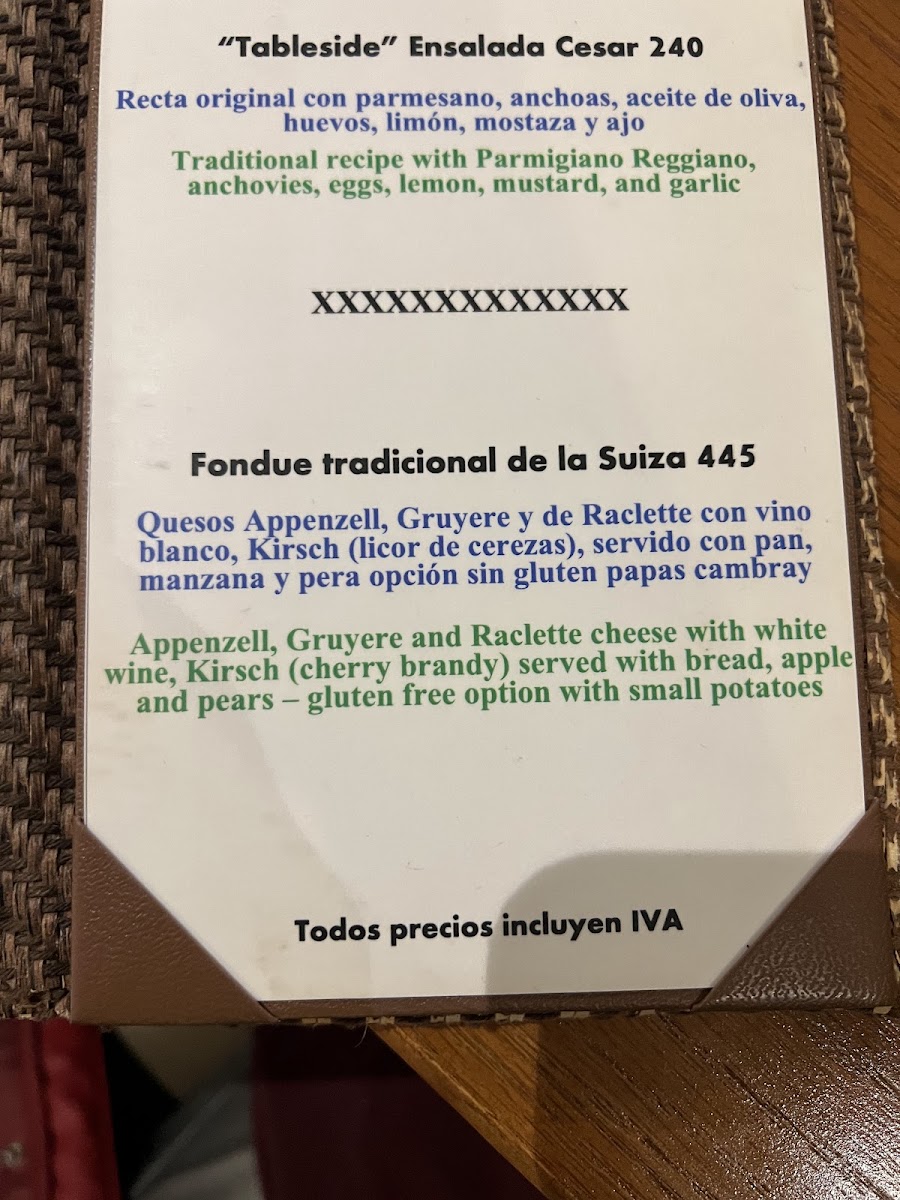 “Tableside” Ensalada Cesar 240
Recta original con parmesano, anchoas, aceite de oliva,
huevos, limón, mostaza y ajo
Traditional recipe with Parmigiano Reggiano,
anchovies, eggs, lemon, mustard, and garlic
XXXXXXXXXXXXX
Fondue tradicional de la Suiza 445
Quesos Appenzell, Gruyere y de Raclette con vino
blanco, Kirsch (licor de cerezas), servido con pan,
manzana y pera opción sin gluten papas cambray
Appenzell, Gruyere and Raclette cheese with white
wine, Kirsch (cherry brandy) served with bread, apple
and pears – gluten free option with small potatoes
Todos precios incluyen IVA